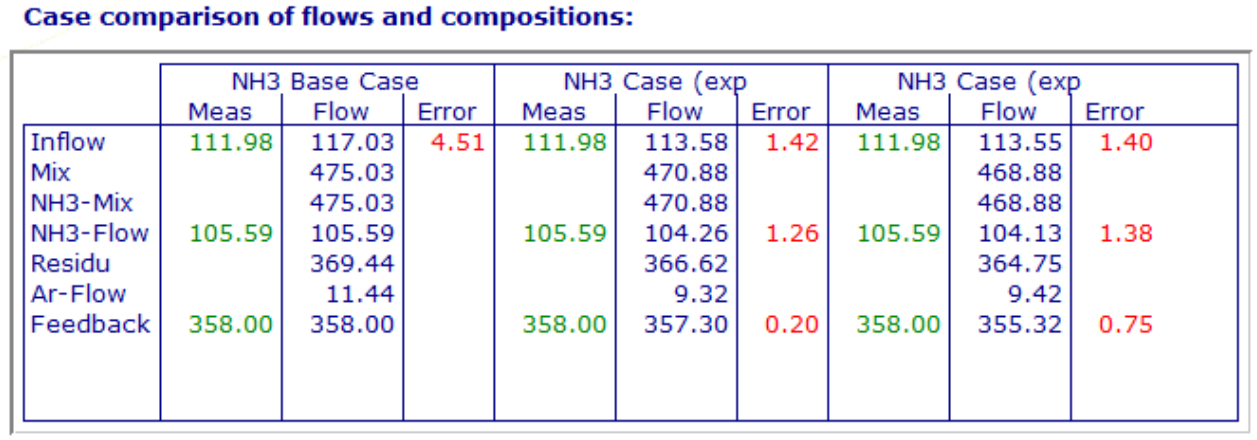 Case comparison of flows and compositions:
NH3 Base Case NH3 Case (exp NH3 Case (exp
Meas Flow Error Meas Flow Error Meas Flow Error
Inflow 111.98 117.03 4.51 111.98 113.58 1.42 111.98 113.55 1.40
Mix 475.03 470.88 468.88
NH3-Mix 475.03 470.88 468.88
NH3-Flow 105.59 105.59 105.59 104.26 1.26 105.59 104.13 1.38
Residu 369.44 366.62 364.75
Ar-Flow 11.44 9.32 9.42
Feedback 358.00 358.00 358.00 357.30 0.20 358.00 355.32 0.75